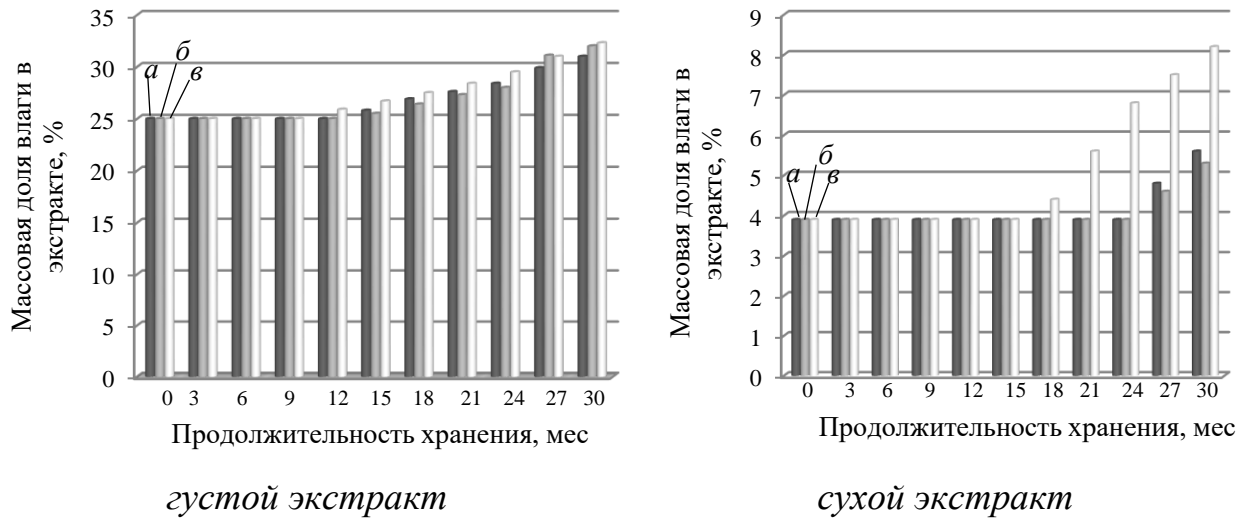 35
30
25
20
15
10
5
0
Массовая доля влаги в
экстракте, %
а
б
в
0 3 6 9 12 15 18 21 24 27 30
Продолжительность хранения, мес
густой экстракт
9
8
7
6
5
4
3
2
1
0
Массовая доля влаги в
экстракте, %
а
б
в
0 3 6 9 12 15 18 21 24 27 30
Продолжительность хранения, мес
сухой экстракт